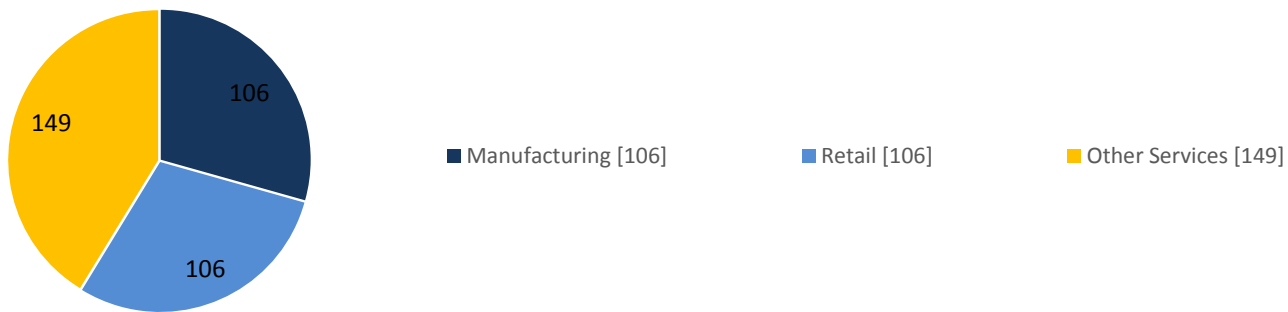 106
149
106
Manufacturing [106]
Retail [106]
Other Services [149]